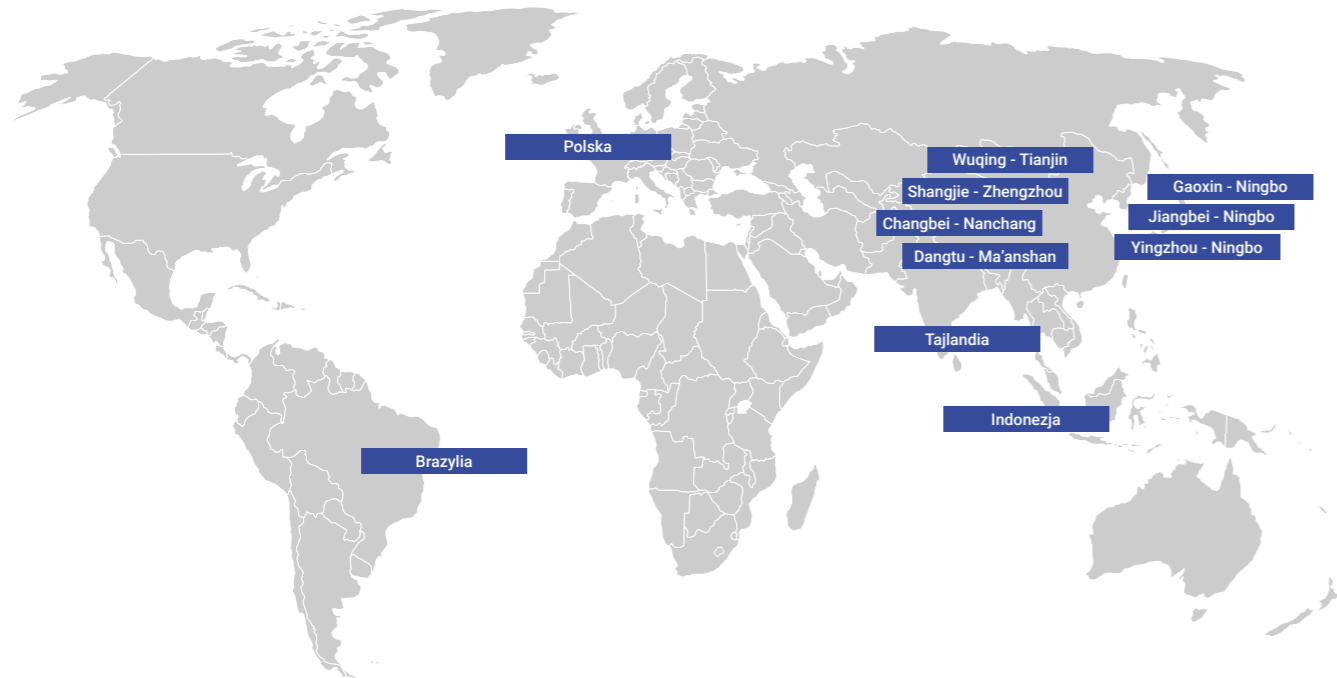 Polska
Wuqing - Tianjin
Shangjie - Zhengzhou
Gaoxin - Ningbo
Changbei - Nanchang
Jiangbei - Ningbo
Dangtu - Ma’anshan
Yingzhou - Ningbo
Tajlandia
Indonezja
Brazylia